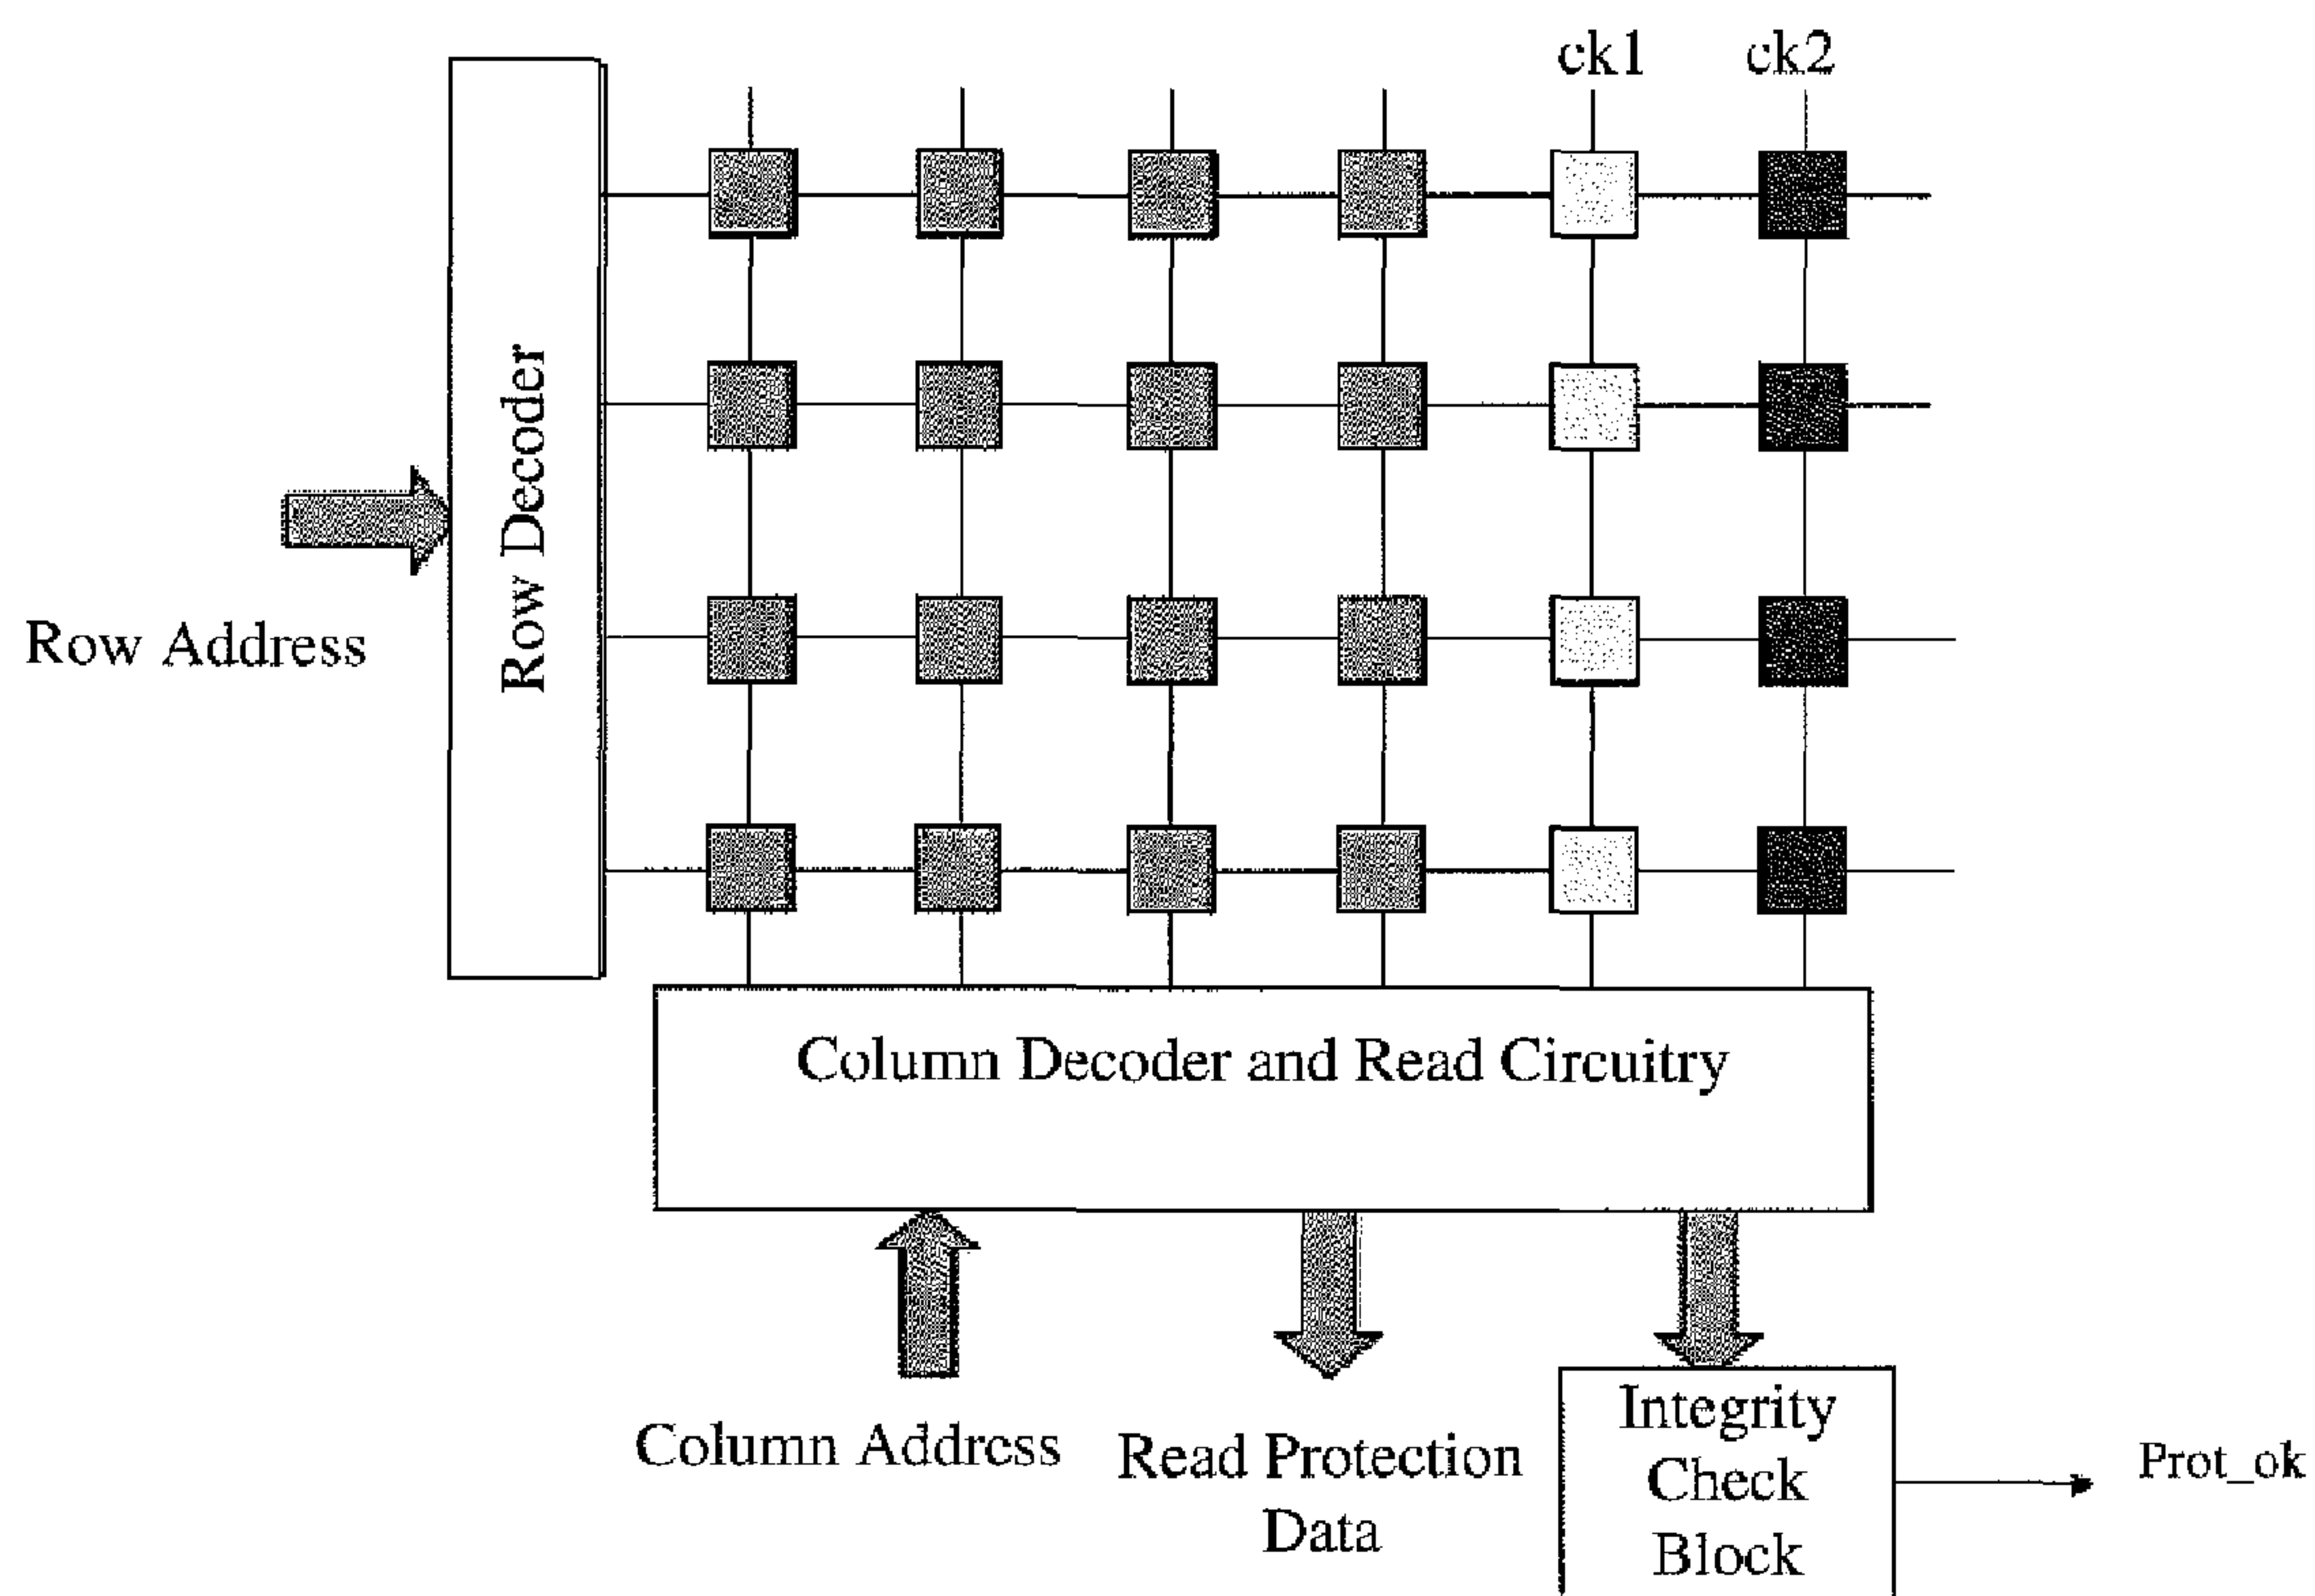 ck1 ck2
Row Decoder
Row Address
Column Decoder and Read Circuitry
Column Address
Read Protection
Data
Integrity
Check
Block
Prot_ok